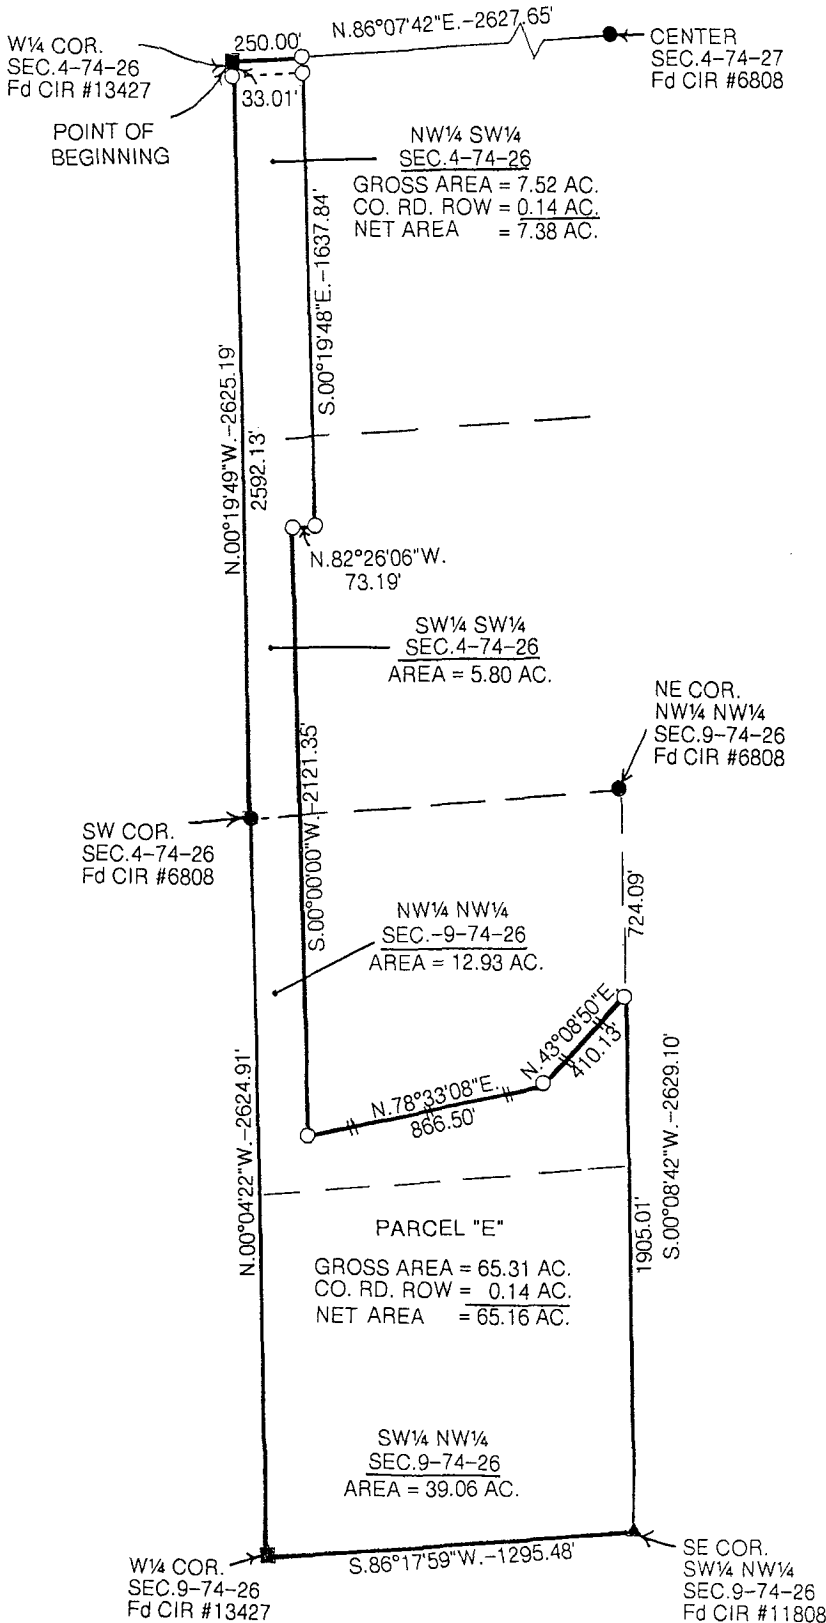 N.86°07'42"E.-2627.65'
250.00'
W¼ COR.
SEC.4-74-26
Fd CIR #13427
CENTER
SEC.4-74-27
Fd CIR #6808
33.01'
POINT OF
BEGINNING
NW¼ SW¼
SEC.4-74-26
GROSS AREA = 7.52 AC.
CO. RD. ROW = 0.14 AC.
NET AREA = 7.38 AC.
S.00°19'48"E.-1637.84'
N.00°19'49"W.-2625.19'
2592.13'
N.82°26'06"W.
73.19'
SW¼ SW¼
SEC.4-74-26
AREA = 5.80 AC.
NE COR.
NW¼ NW¼
SEC.9-74-26
Fd CIR #6808
S.00°00'00"W.-2121.35'
SW COR.
SEC.4-74-26
Fd CIR #6808
724.09'
NW¼ NW¼
SEC.-9-74-26
AREA = 12.93 AC.
N.43°08'50"E.
410.13'
N.78°33'08"E.
866.50'
N.00°04'22"W.-2624.91'
S.00°08'42"W.-2629.10'
1905.01'
PARCEL "E"
GROSS AREA = 65.31 AC.
CO. RD. ROW = 0.14 AC.
NET AREA = 65.16 AC.
SW¼ NW¼
SEC.9-74-26
AREA = 39.06 AC.
S.86°17'59"W.-1295.48'
W¼ COR.
SEC.9-74-26
Fd CIR #13427
SE COR.
SW¼ NW¼
SEC.9-74-26
Fd CIR #11808